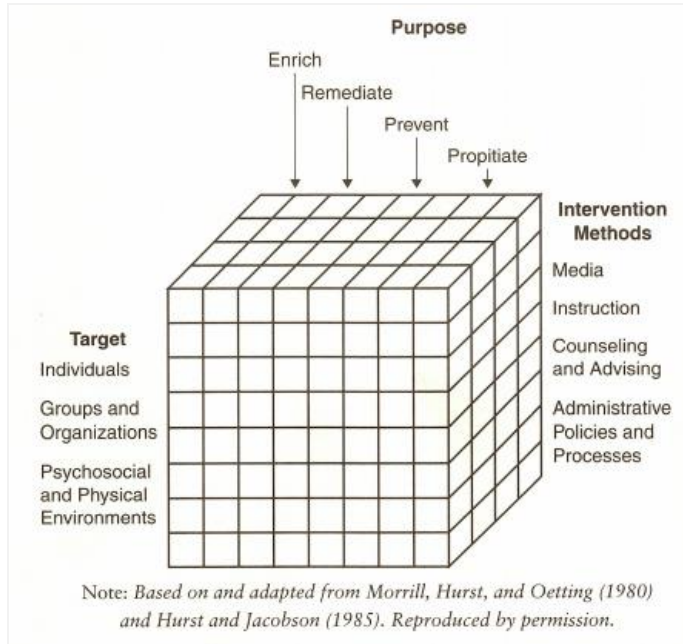 Purpose
Enrich
Remediate
Prevent
Propitiate
Intervention
Methods
Media
Instruction
Counseling
and Advising
Administrative
Policies and
Processes
Target
Individuals
Groups and
Organizations
Psychosocial
and Physical
Environments
Note: Based on and adapted from Morrill, Hurst, and Oetting (1980)
and Hurst and Jacobson (1985). Reproduced by permission.